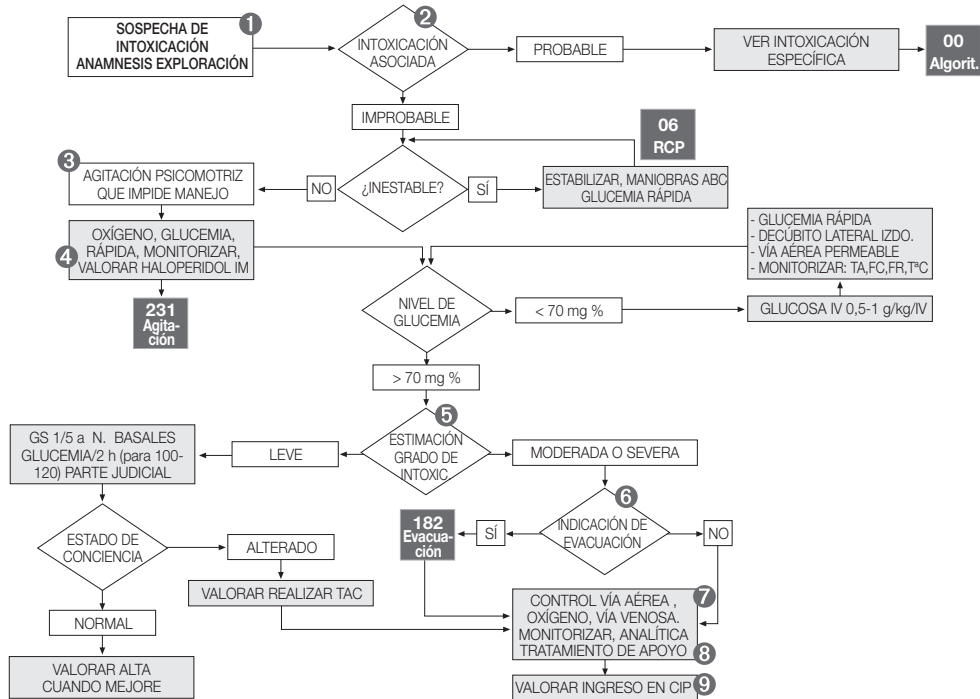 1
SOSPECHA DE
INTOXICACIÓN
ANAMNESIS EXPLORACIÓN
2
INTOXICACIÓN
ASOCIADA
PROBABLE
VER INTOXICACIÓN
ESPECÍFICA
00
Algorit.
IMPROBABLE
06
RCP
3
AGITACIÓN PSICOMOTRIZ
QUE IMPIDE MANEJO
NO
¿INESTABLE?
SÍ
ESTABILIZAR, MANIOBRAS ABC
GLUCEMIA RÁPIDA
4
OXÍGENO, GLUCEMIA,
RÁPIDA, MONITORIZAR,
VALORAR HALOPERIDOL IM
- GLUCEMIA RÁPIDA
- DECÚBITO LATERAL IZDO.
- VÍA AÉREA PERMEABLE
- MONITORIZAR: TA,FC,FR,TªC
231
Agita-
ción
NIVEL DE
GLUCEMIA
< 70 mg %
GLUCOSA IV 0,5-1 g/kg/IV
> 70 mg %
5
ESTIMACIÓN
GRADO DE
INTOXIC.
GS 1/5 a N. BASALES
GLUCEMIA/2 h (para 100-
120) PARTE JUDICIAL
LEVE
MODERADA O SEVERA
6
INDICACIÓN DE
EVACUACIÓN
182
Evacua-
ción
SÍ
NO
ESTADO DE
CONCIENCIA
ALTERADO
VALORAR REALIZAR TAC
7
CONTROL VÍA AÉREA ,
OXÍGENO, VÍA VENOSA.
MONITORIZAR, ANALÍTICA
TRATAMIENTO DE APOYO
8
NORMAL
VALORAR ALTA
CUANDO MEJORE
VALORAR INGRESO EN CIP
9